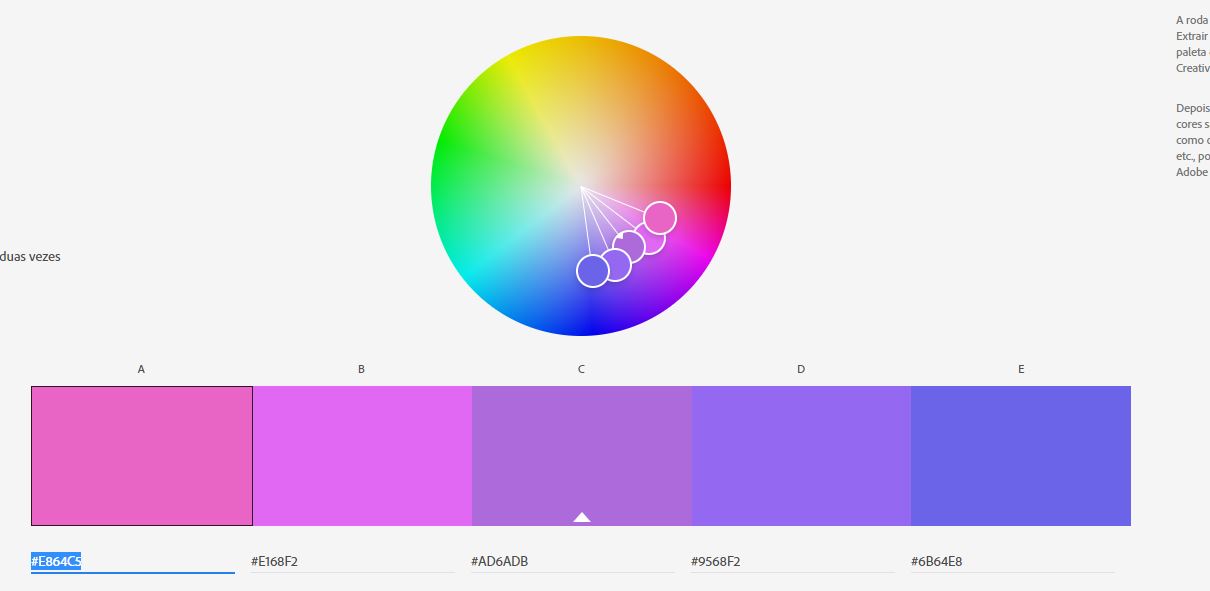 A roda
Extrair
paleta
Creativ
Depois
cores s
como
etc., po
Adobe
duas vezes
A B C D E
#E864C5 #E168F2 #AD6ADB #9568F2 #6B64E8